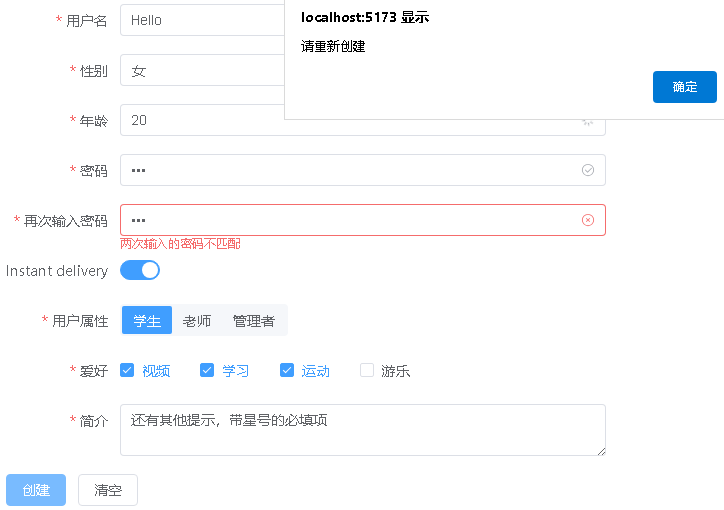 localhost:5173 显示
请重新创建
确定
* 用户名 Hello
* 性别 女
* 年龄 20
* 密码 •••
* 再次输入密码 •••
两次输入的密码不匹配
Instant delivery
* 用户属性 学生 老师 管理者
* 爱好 视频 学习 运动 游乐
* 简介 还有其他提示，带星号的必填项
创建 清空